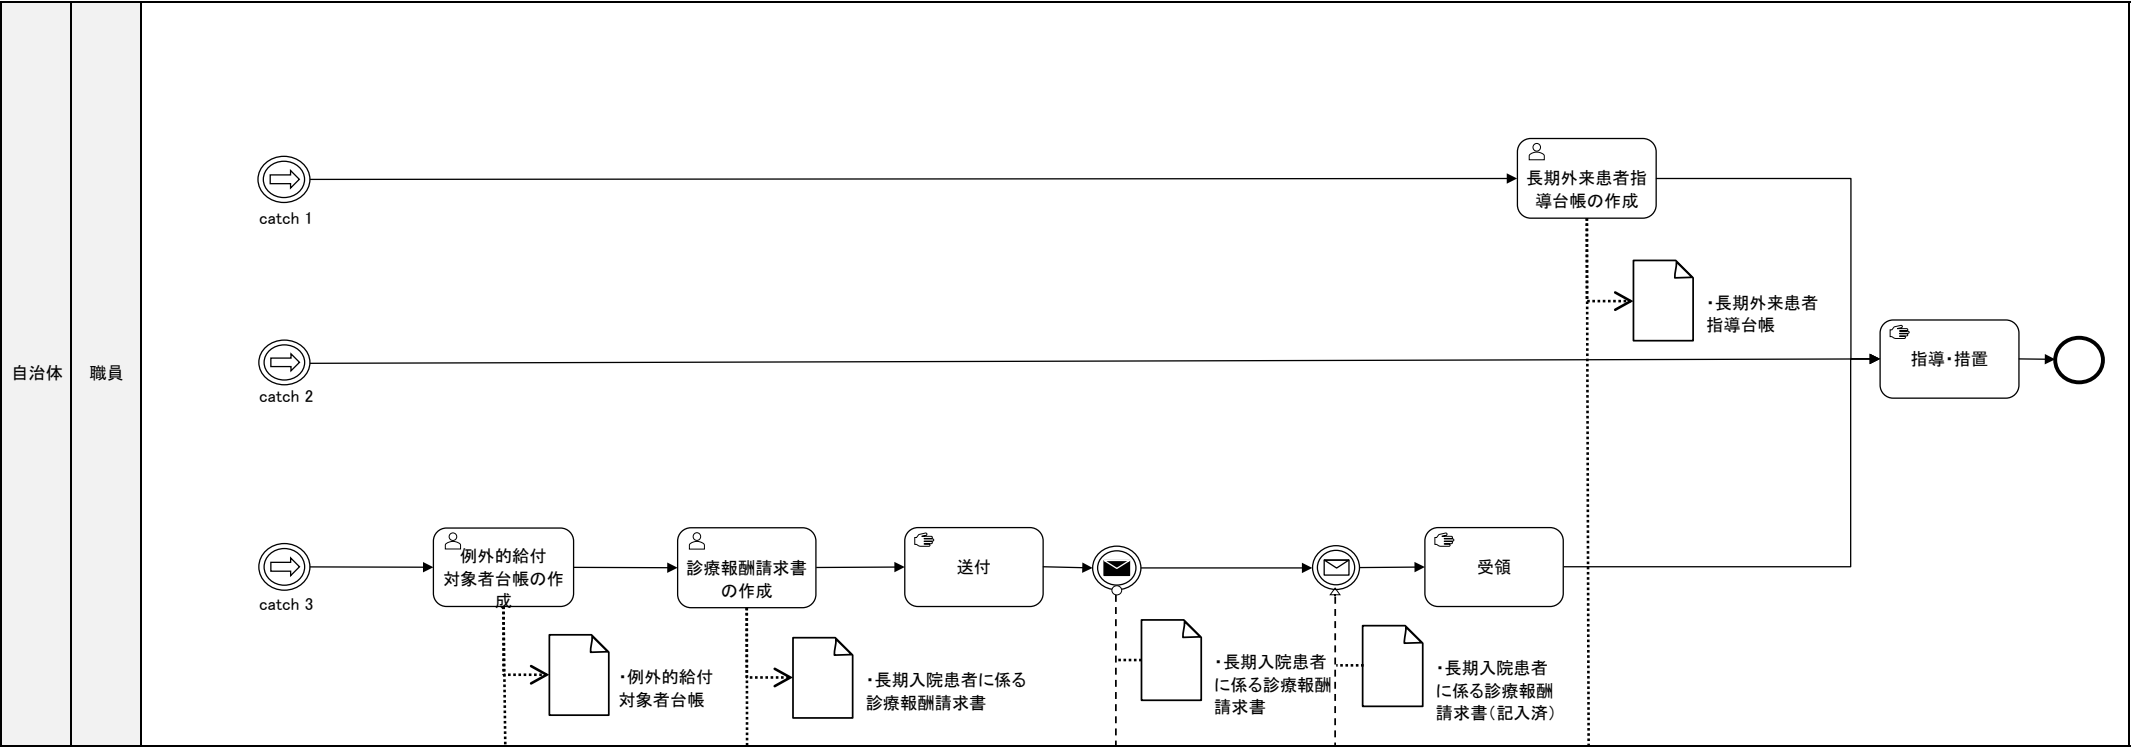 自治体
職員
catch 1
長期外来患者指
導台帳の作成
・長期外来患者
指導台帳
catch 2
指導・措置
catch 3
例外的給付
対象者台帳の作
成
・例外的給付
対象者台帳
診療報酬請求書
の作成
・長期入院患者に係る
診療報酬請求書
送付
・長期入院患者
に係る診療報酬
請求書
・長期入院患者
に係る診療報酬
請求書（記入済）
受領